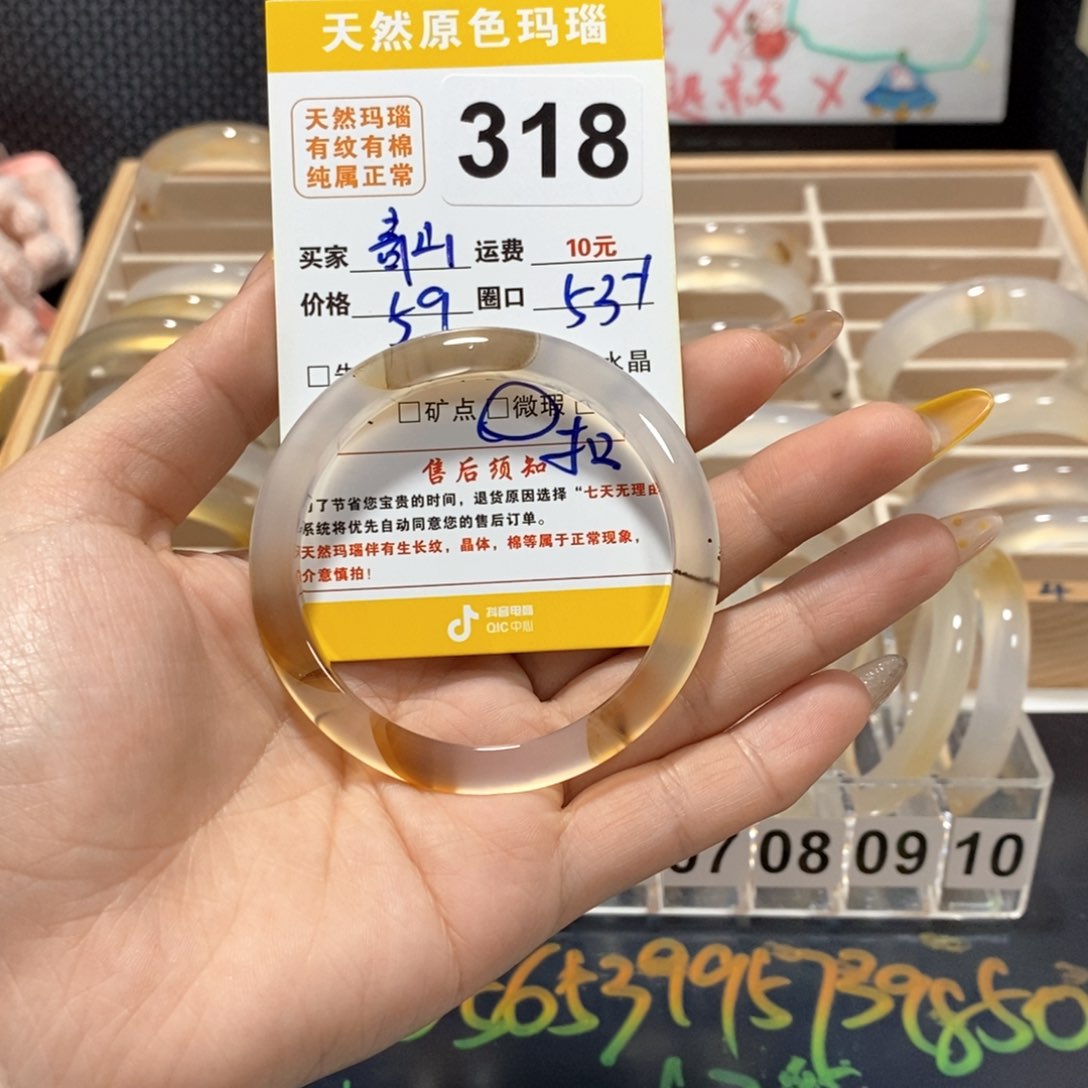 天然原色玛瑙
天然玛瑙
有纹有棉
纯属正常
318
买家 奇山 运费 10元
价格 59 圈口 537
水晶
□矿点 □微瑕
扣
售后须知
了节省您宝贵的时间，退货原因选择“七天无理由
系统将优先自动同意您的售后订单。
天然玛瑙伴有生长纹，晶体，棉等属于正常现象，
介意慎拍！
抖音电商
QIC中心
07 08 09 10